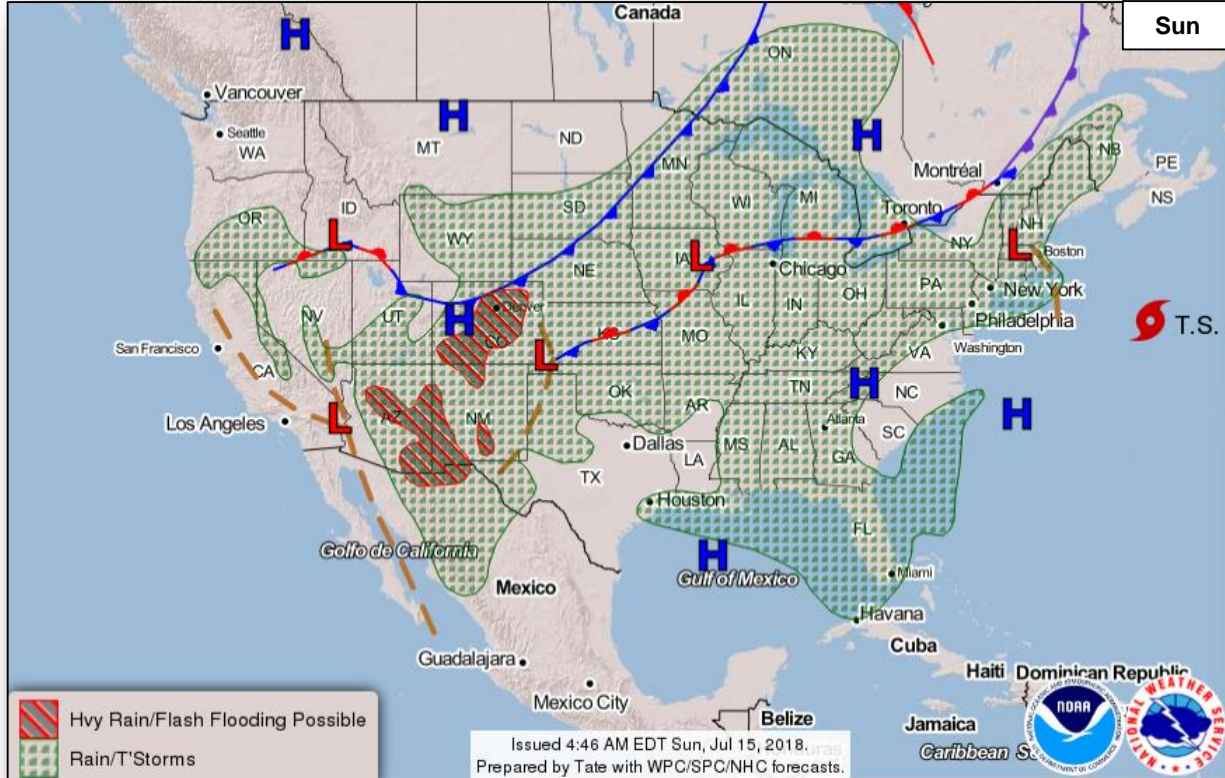 Canada
Sun
H
ON
Vancouver
H
Seattle
WA
MT
ND
H
MN
Montréal
NB
PE
NS
OR
ID
SD
WI
MI
Toronto
NH
L
WY
NY
L
Boston
IA
L
Chicago
NE
New York
PA
OH
IL
IN
NV
UT
H
Denver
CO
KS
MO
Philadelphia
T.S.
San Francisco
CA
L
KY
VA
Washington
H
TN
NC
H
OK
AR
Los Angeles
L
AZ
NM
Atlanta
SC
Dallas
MS
AL
GA
LA
TX
Houston
FL
Golfo de California
H
Gulf of Mexico
Miami
Mexico
Havana
Cuba
Guadalajara
Haiti
Dominican Republic
Mexico City
Belize
Jamaica
Caribbean S
Hvy Rain/Flash Flooding Possible
Rain/T'Storms
Issued 4:46 AM EDT Sun, Jul 15, 2018.
Prepared by Tate with WPC/SPC/NHC forecasts.
NOAA
NATIONAL WEATHER SERVICE